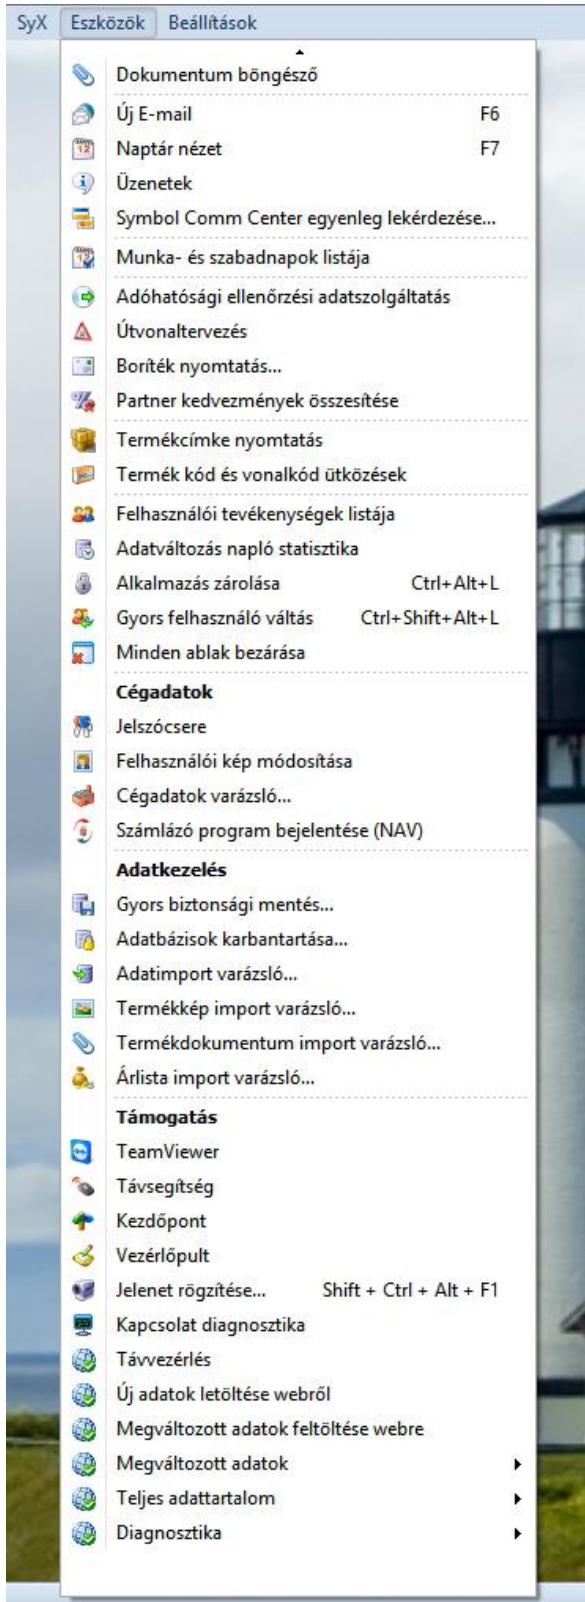 SyX Eszközök Beállítások
Dokumentum böngésző
Új E-mail F6
Naptár nézet F7
Üzenetek
Symbol Comm Center egyenleg lekérdezése...
Munka- és szabadnapok listája
Adóhatósági ellenőrzési adatszolgáltatás
Útvonaltervezés
Boríték nyomtatás...
Partner kedvezmények összesítése
Termékcímke nyomtatás
Termék kód és vonalkód ütközések
Felhasználói tevékenységek listája
Adatváltozás napló statisztika
Alkalmazás zárolása Ctrl+Alt+L
Gyors felhasználó váltás Ctrl+Shift+Alt+L
Minden ablak bezárása
Cégadatok
Jelszócsere
Felhasználói kép módosítása
Cégadatok varázsló...
Számlázó program bejelentése (NAV)
Adatkezelés
Gyors biztonsági mentés...
Adatbázisok karbantartása...
Adatimport varázsló...
Termékkép import varázsló...
Termékdokumentum import varázsló...
Árlista import varázsló...
Támogatás
TeamViewer
Távsegítség
Kezdőpont
Vezérlőpult
Jelenet rögzítése... Shift + Ctrl + Alt + F1
Kapcsolat diagnosztika
Távvezérlés
Új adatok letöltése webről
Megváltozott adatok feltöltése webre
Megváltozott adatok
Teljes adattartalom
Diagnosztika